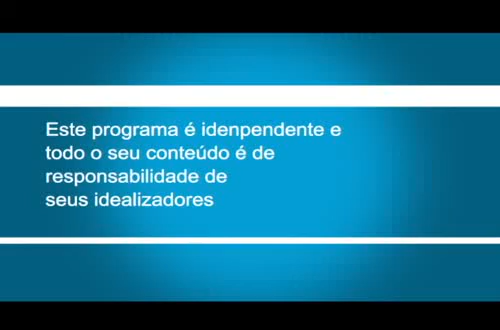 Este programa é idenpendente e
todo o seu conteúdo é de
responsabilidade de
seus idealizadores